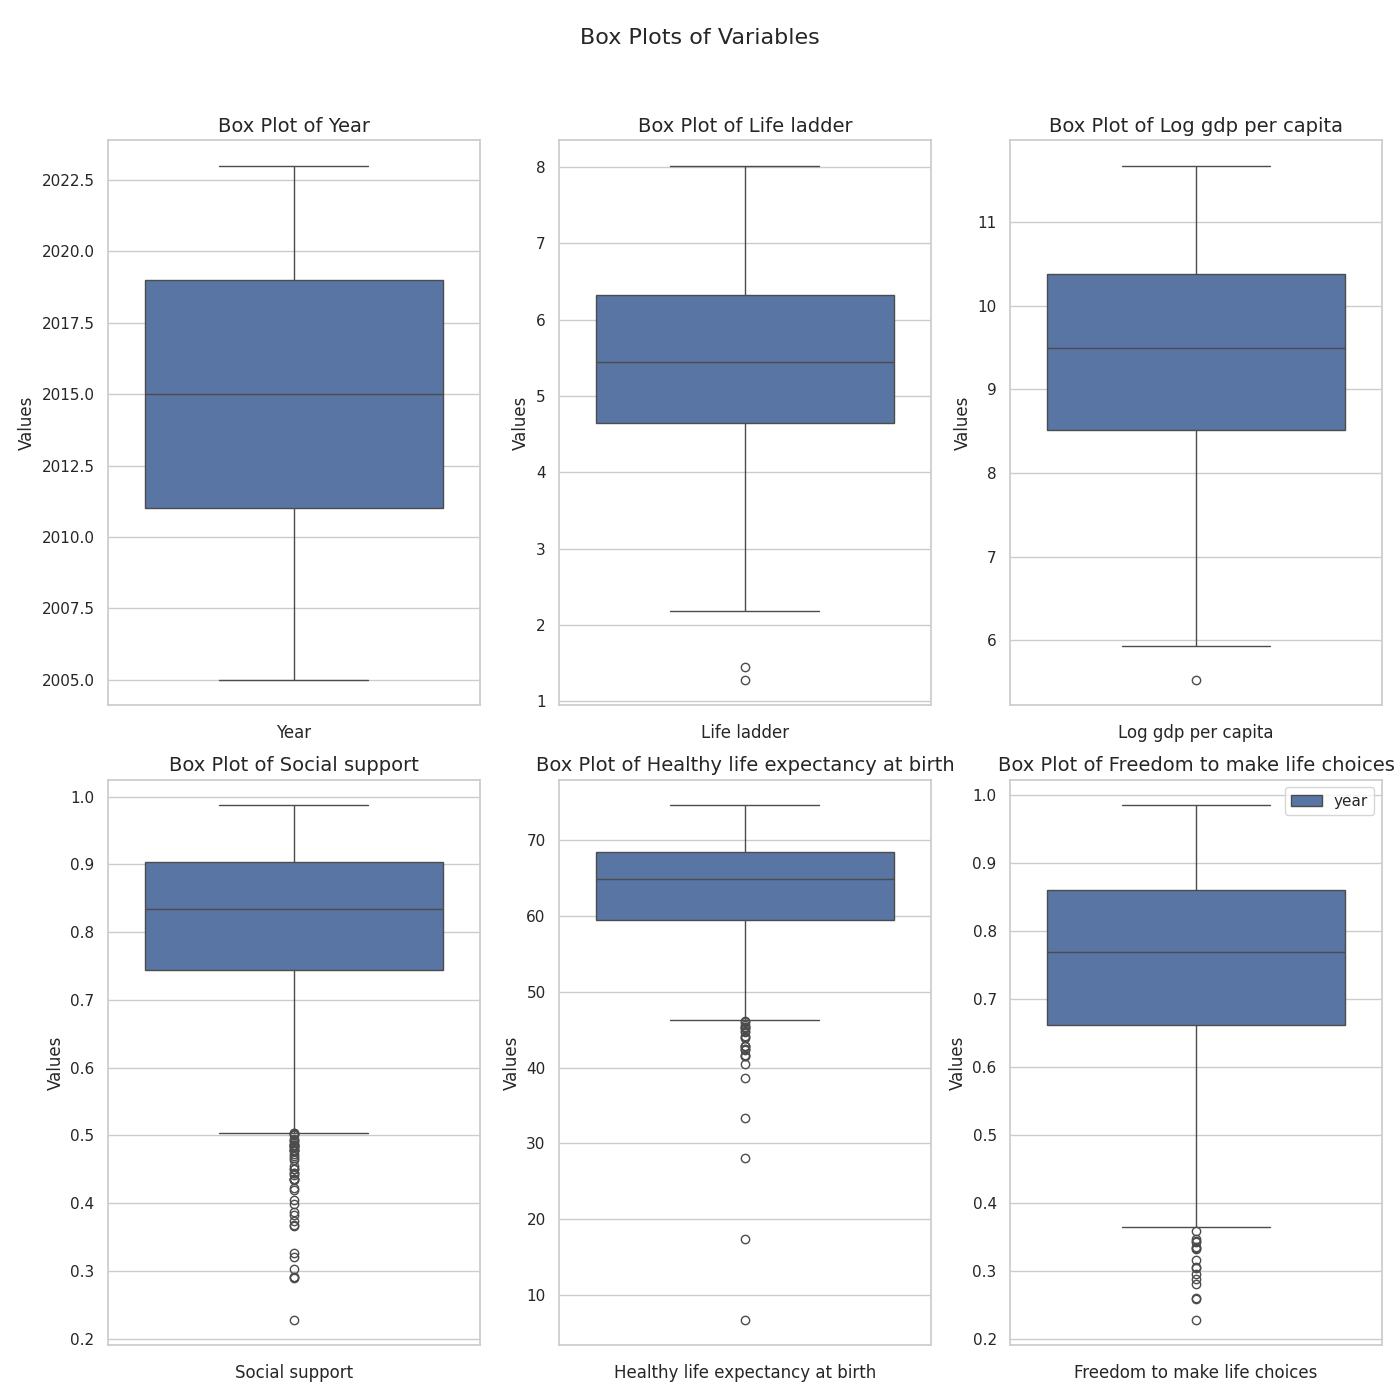 Box Plots of Variables
Box Plot of Year
Values
2022.5
2020.0
2017.5
2015.0
2012.5
2010.0
2007.5
2005.0
Year
Box Plot of Life ladder
Values
8
7
6
5
4
3
2
1
Life ladder
Box Plot of Log gdp per capita
Values
11
10
9
8
7
6
Log gdp per capita
Box Plot of Social support
Values
1.0
0.9
0.8
0.7
0.6
0.5
0.4
0.3
0.2
Social support
Box Plot of Healthy life expectancy at birth
Values
70
60
50
40
30
20
10
Healthy life expectancy at birth
Box Plot of Freedom to make life choices
year
Values
1.0
0.9
0.8
0.7
0.6
0.5
0.4
0.3
0.2
Freedom to make life choices